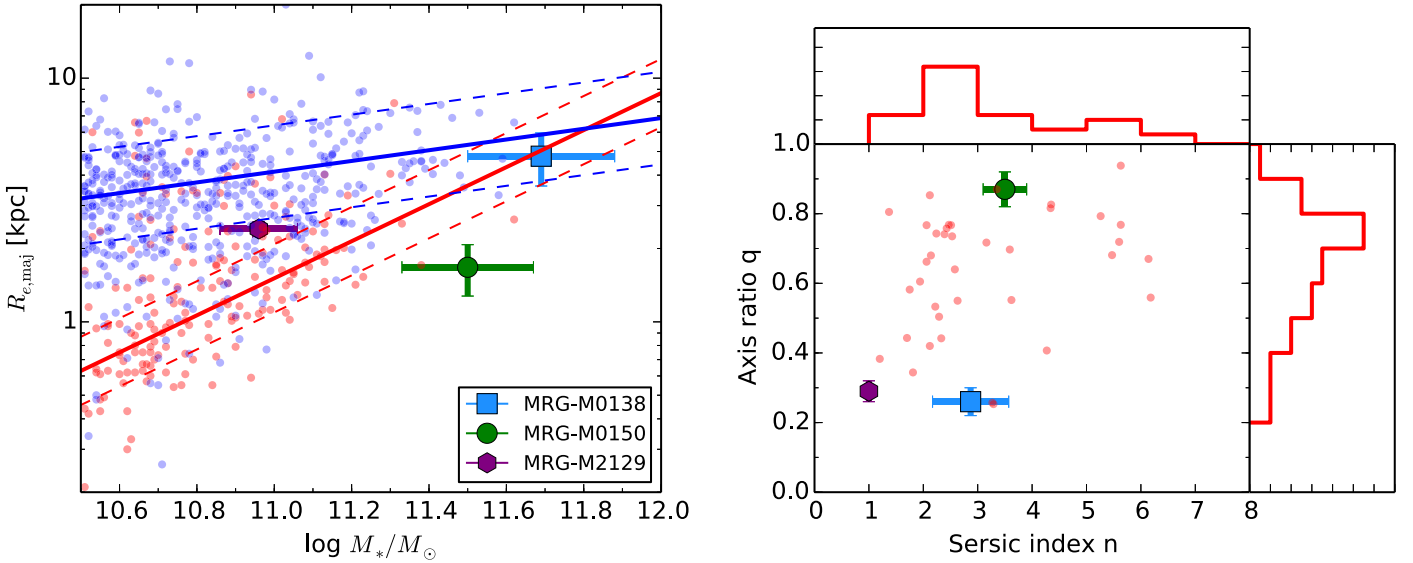 10
1
R_{e,maj} [kpc]
10.6 10.8 11.0 11.2 11.4 11.6 11.8 12.0
log M_*/M_⊙
MRG-M0138
MRG-M0150
MRG-M2129
1.0
0.8
0.6
0.4
0.2
0.0
Axis ratio q
0 1 2 3 4 5 6 7 8
Sersic index n